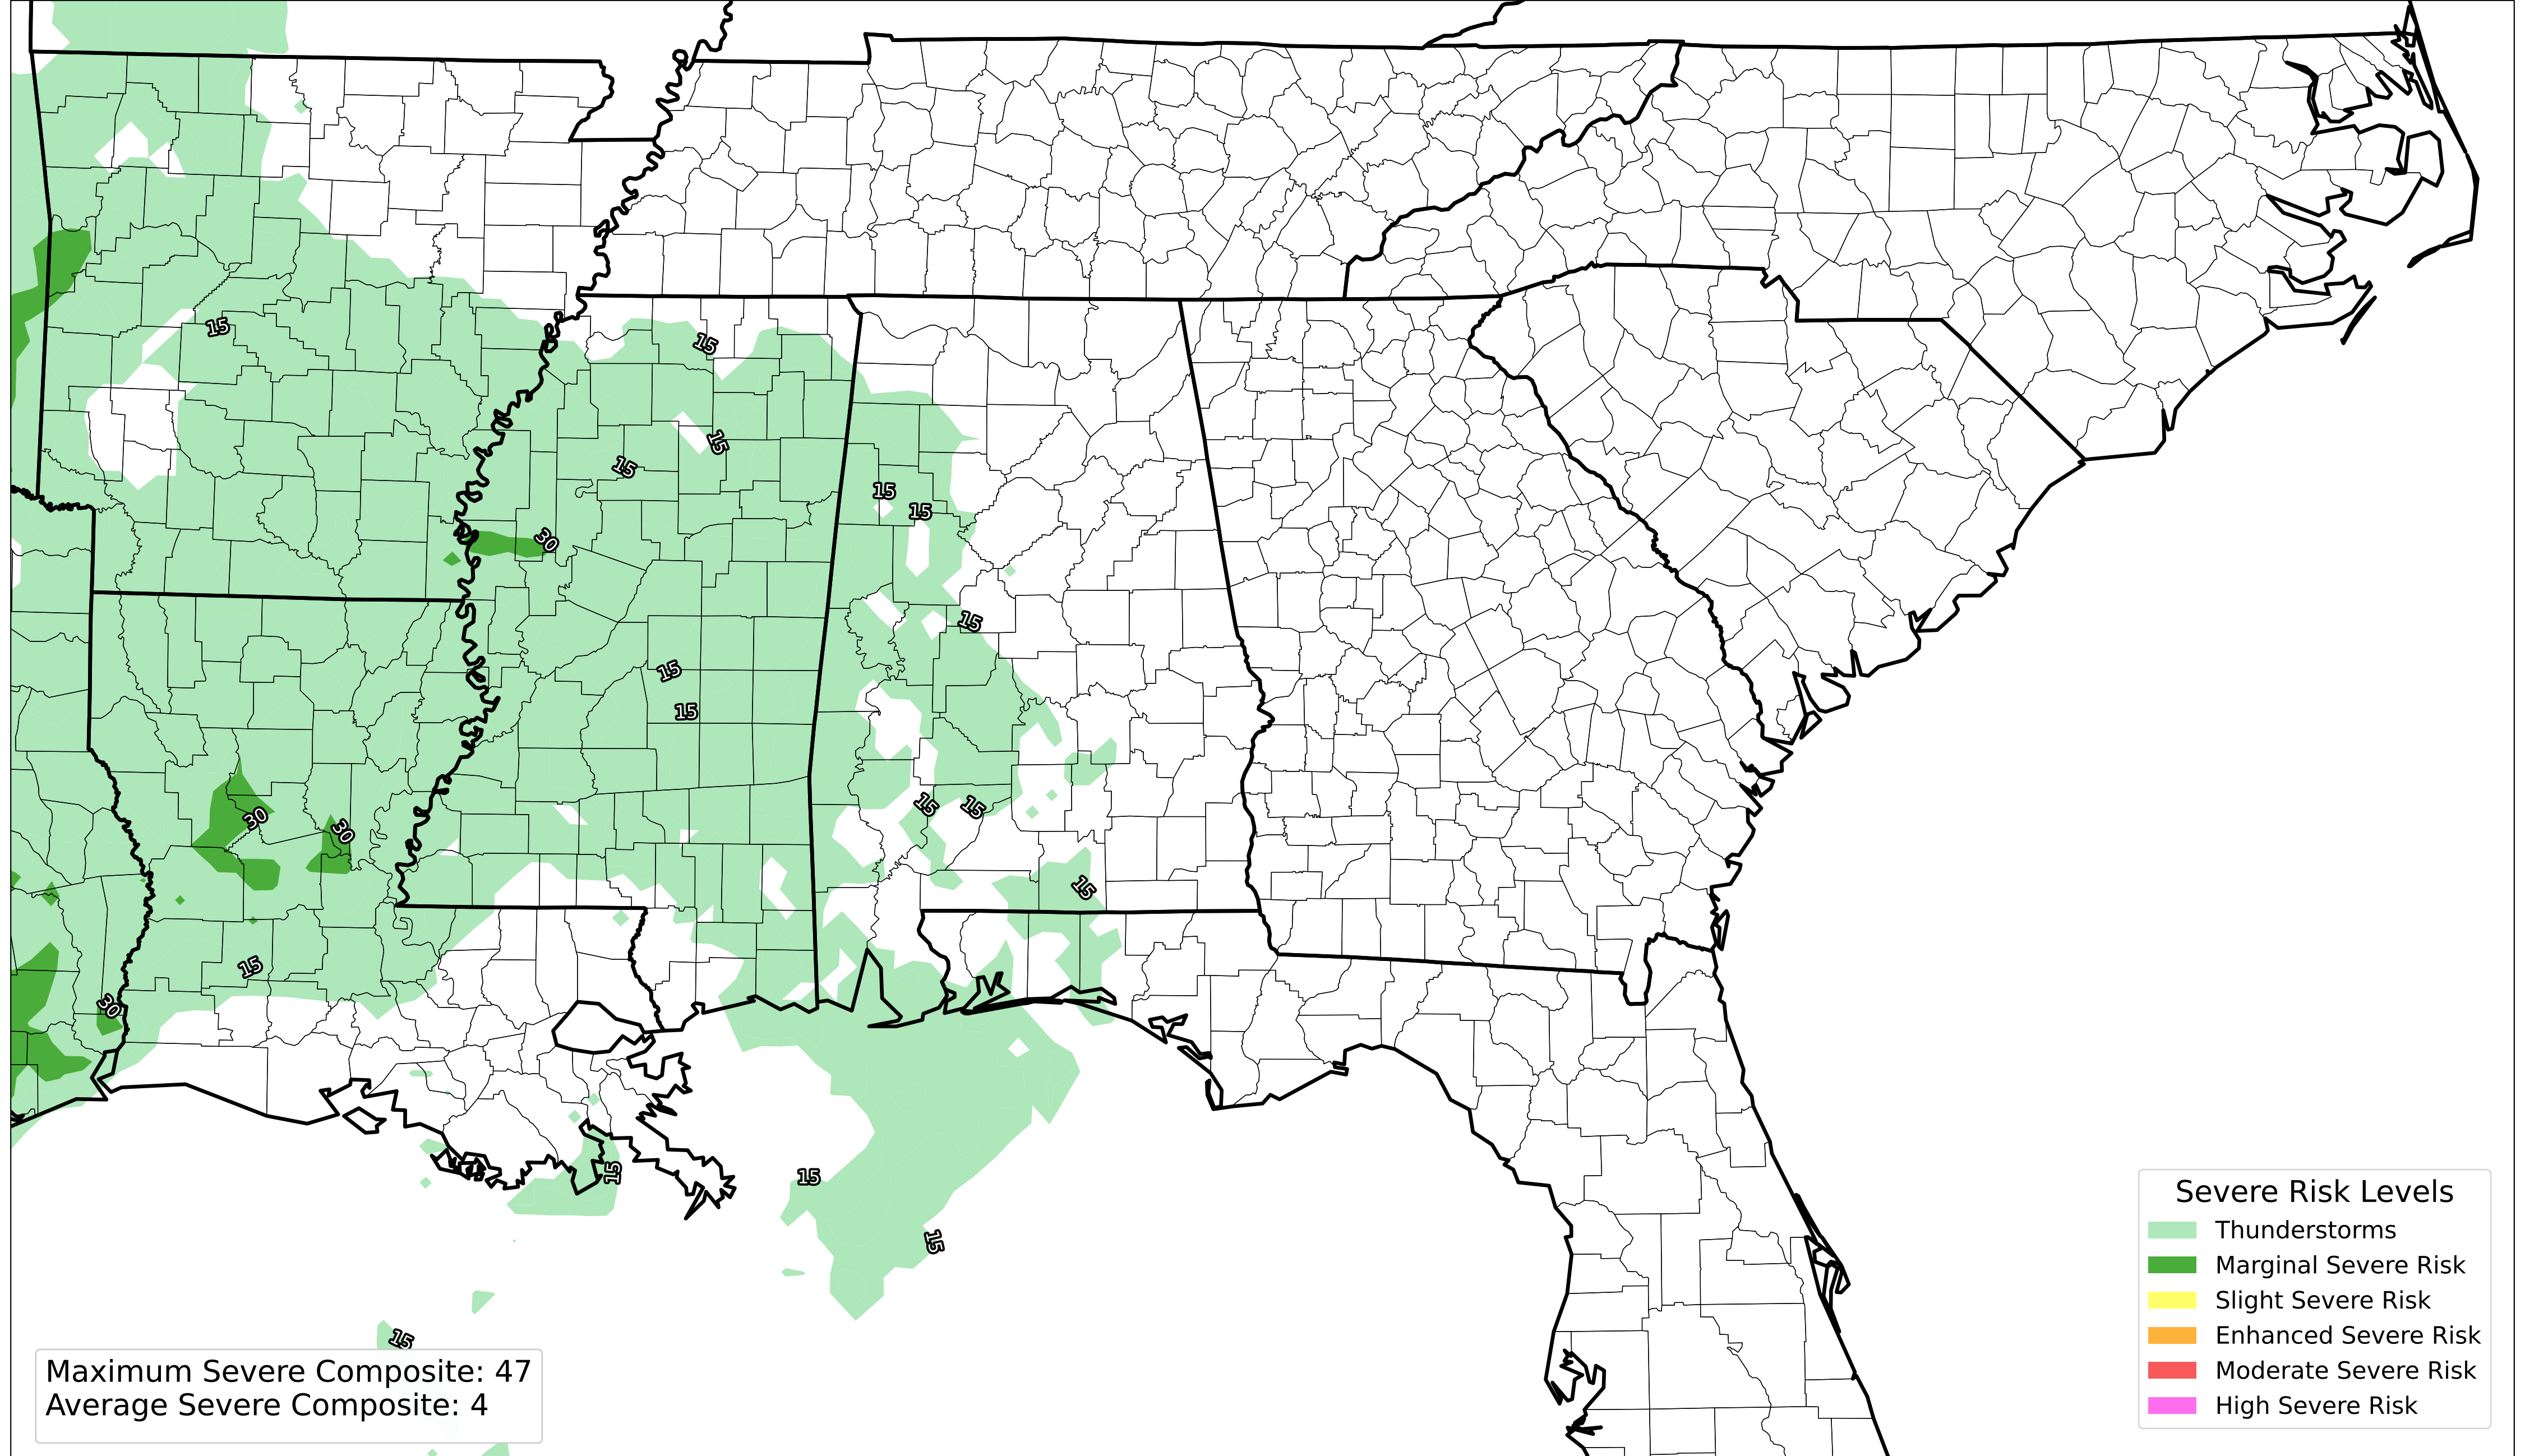 15
15
15
15
15
15
30
15
15
15
15
15
30
30
15
15
30
15
15
15
15
Maximum Severe Composite: 47
Average Severe Composite: 4
Severe Risk Levels
Thunderstorms
Marginal Severe Risk
Slight Severe Risk
Enhanced Severe Risk
Moderate Severe Risk
High Severe Risk